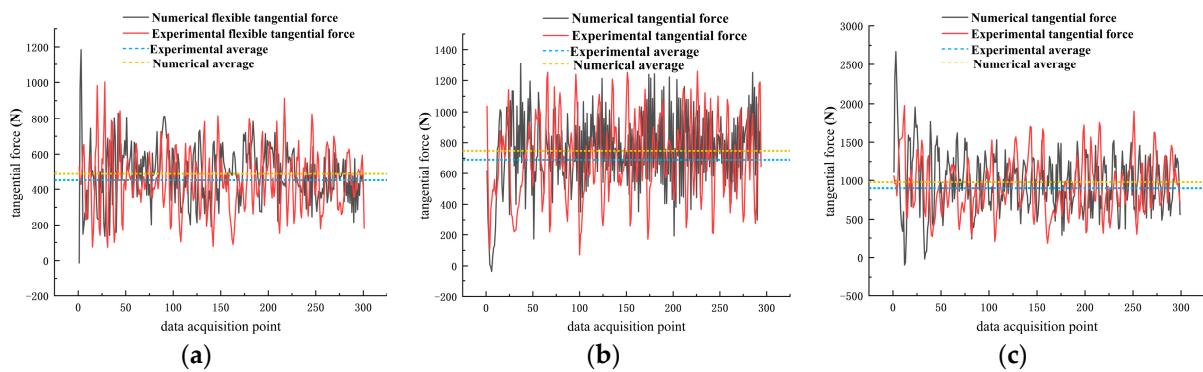 Numerical flexible tangential force
Experimental flexible tangential force
Experimental average
Numerical average
tangential force (N)
1200
1000
800
600
400
200
0
−200
0 50 100 150 200 250 300
data acquisition point
(a)
Numerical tangential force
Experimental tangential force
Experimental average
Numerical average
tangential force (N)
1400
1200
1000
800
600
400
200
0
−200
0 50 100 150 200 250 300
data acquisition point
(b)
Numerical tangential force
Experimental tangential force
Experimental average
Numerical average
tangential force (N)
3000
2500
2000
1500
1000
500
0
−500
0 50 100 150 200 250 300
data acquisition point
(c)